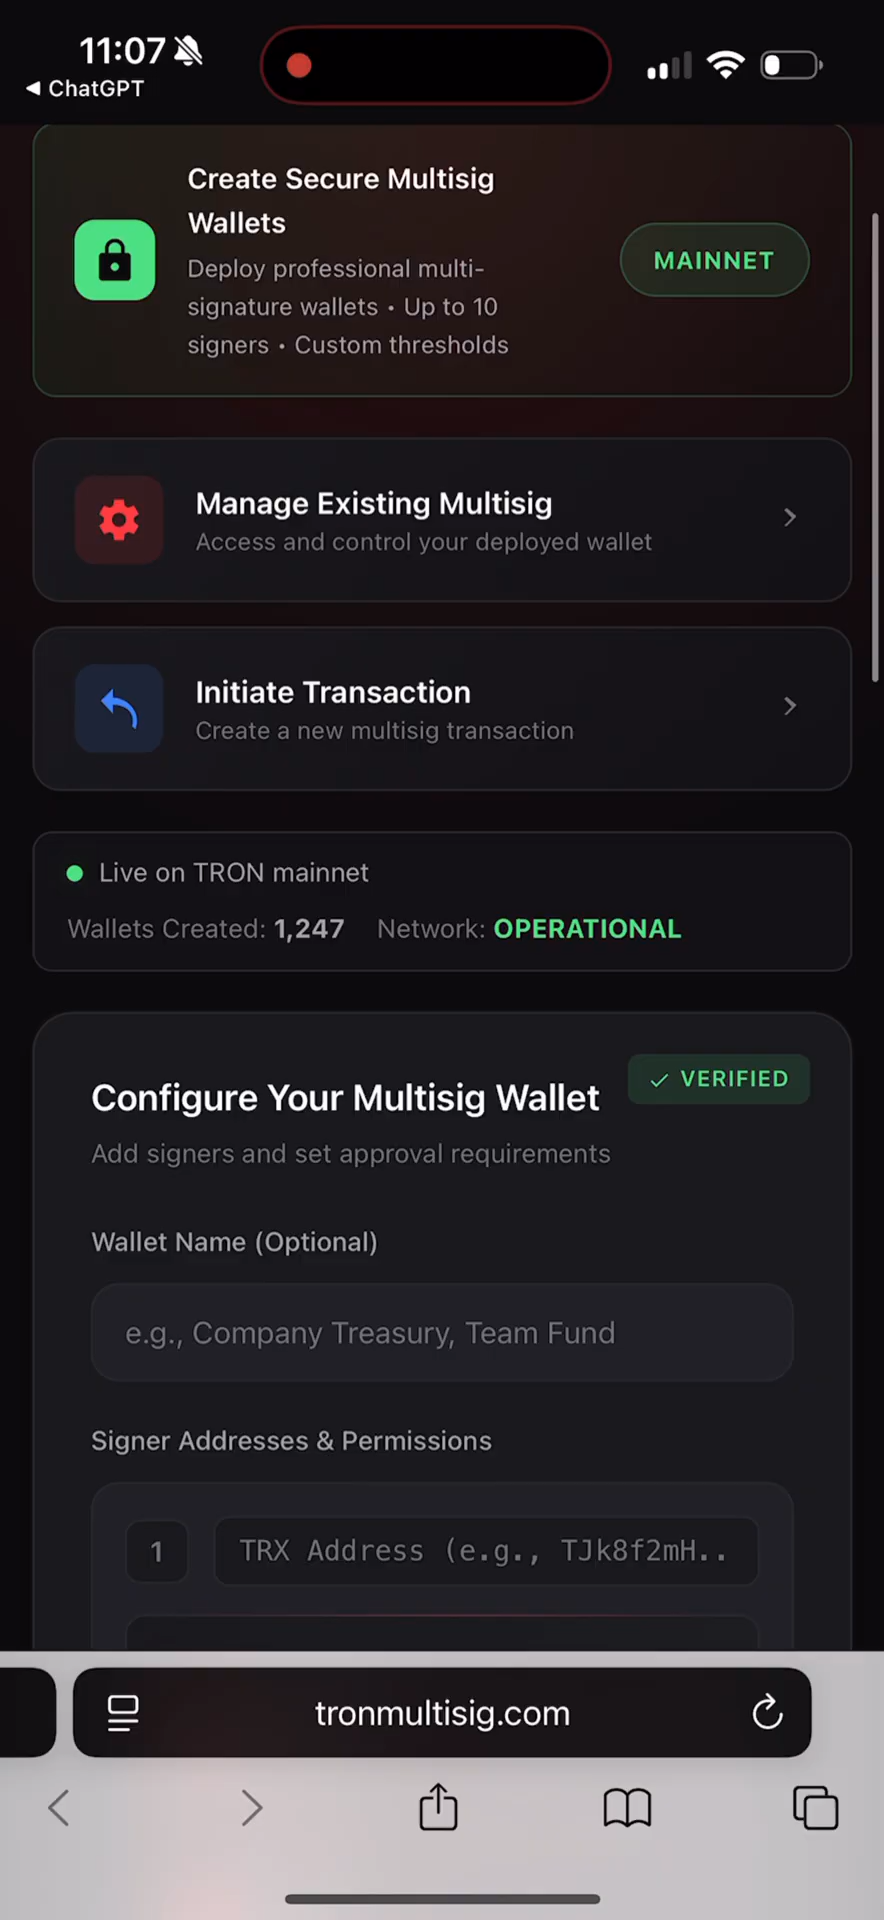 11:07
ChatGPT
Create Secure Multisig
Wallets
Deploy professional multi-
signature wallets • Up to 10
signers • Custom thresholds
MAINNET
Manage Existing Multisig
Access and control your deployed wallet
Initiate Transaction
Create a new multisig transaction
Live on TRON mainnet
Wallets Created: 1,247 Network: OPERATIONAL
VERIFIED
Configure Your Multisig Wallet
Add signers and set approval requirements
Wallet Name (Optional)
e.g., Company Treasury, Team Fund
Signer Addresses & Permissions
1 TRX Address (e.g., TJk8f2mH..
tronmultisig.com